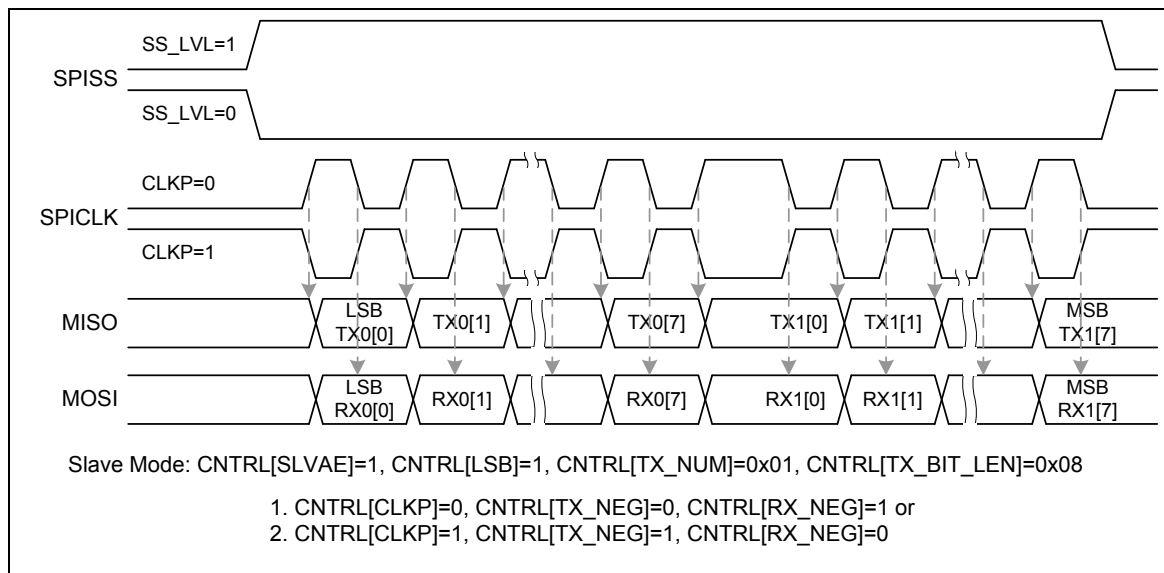 SS_LVL=1
SPISS
SS_LVL=0
CLKP=0
SPICLK
CLKP=1
MISO
LSB
TX0[0]
TX0[1]
TX0[7]
TX1[0]
TX1[1]
MSB
TX1[7]
MOSI
LSB
RX0[0]
RX0[1]
RX0[7]
RX1[0]
RX1[1]
MSB
RX1[7]
Slave Mode: CNTRL[SLVAE]=1, CNTRL[LSB]=1, CNTRL[TX_NUM]=0x01, CNTRL[TX_BIT_LEN]=0x08
1. CNTRL[CLKP]=0, CNTRL[TX_NEG]=0, CNTRL[RX_NEG]=1 or
2. CNTRL[CLKP]=1, CNTRL[TX_NEG]=1, CNTRL[RX_NEG]=0